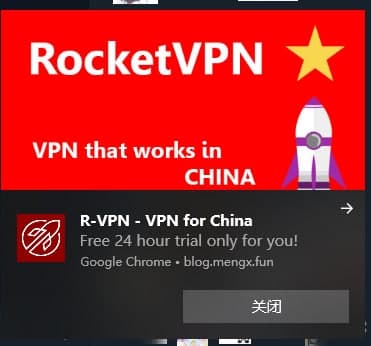 RocketVPN
VPN that works in
CHINA
R-VPN - VPN for China
Free 24 hour trial only for you!
Google Chrome • blog.mengx.fun
关闭